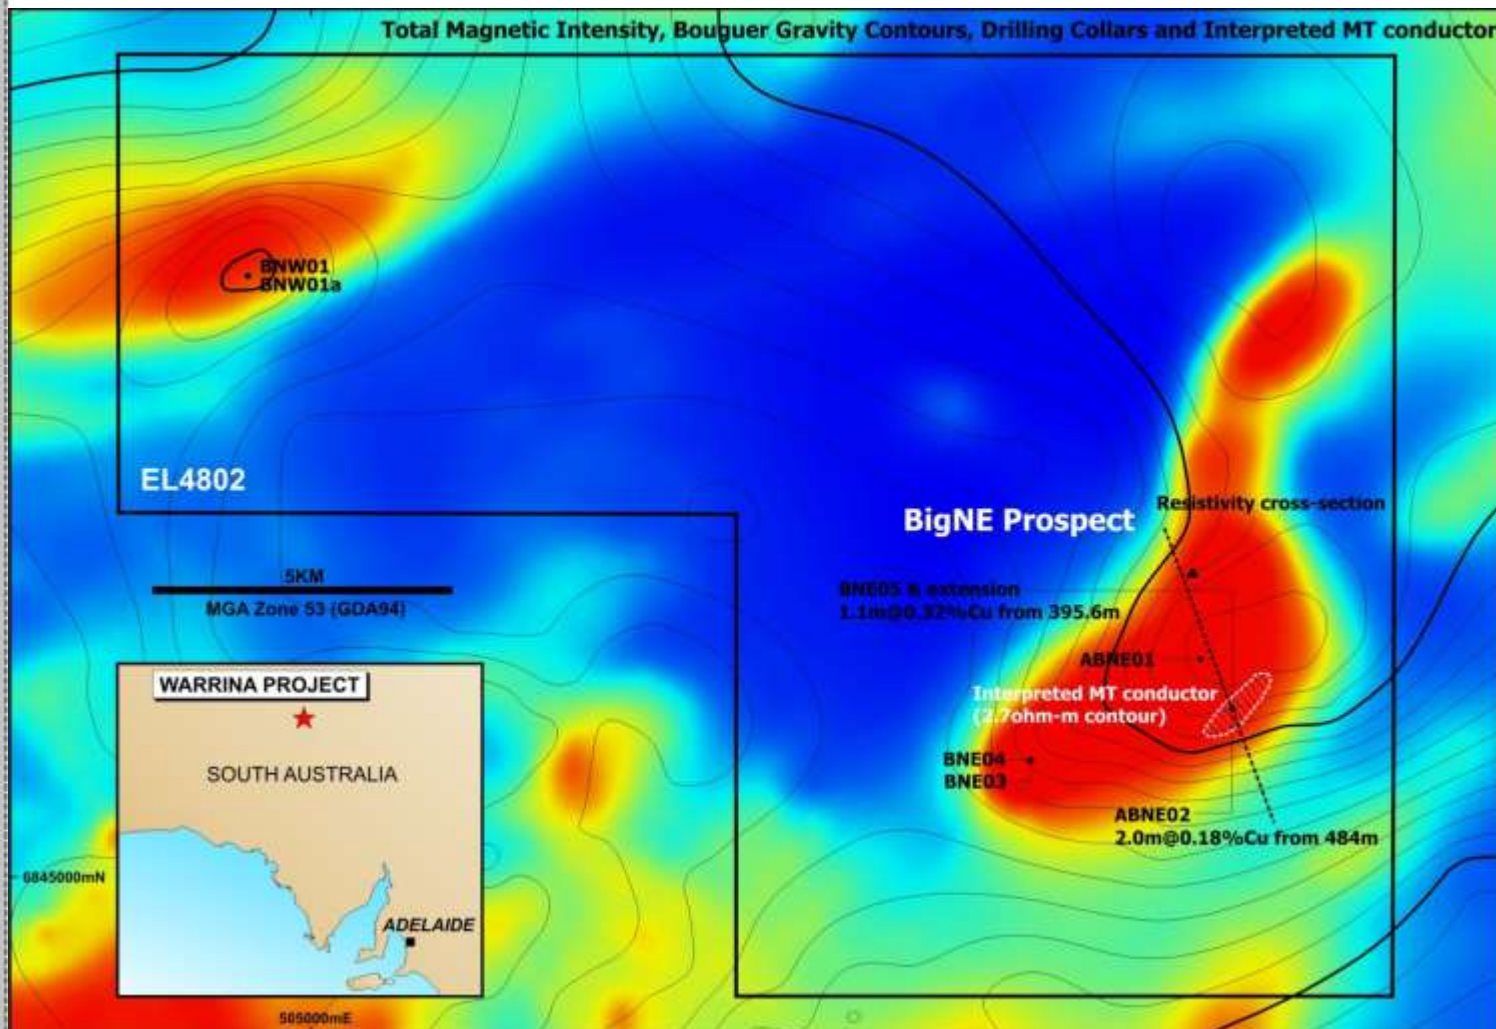 Total Magnetic Intensity, Bouguer Gravity Contours, Drilling Collars and Interpreted MT conductor
BNW01
BNW01a
EL4802
BigNE Prospect
Resistivity cross-section
5KM
MGA Zone 53 (GDA94)
BNE05 & extension
1.1m@0.32%Cu from 395.6m
ABNE01
Interpreted MT conductor
(2.7ohm-m contour)
BNE04
BNE03
ABNE02
2.0m@0.18%Cu from 484m
WARRINA PROJECT
SOUTH AUSTRALIA
ADELAIDE
6845000mN
505000mE